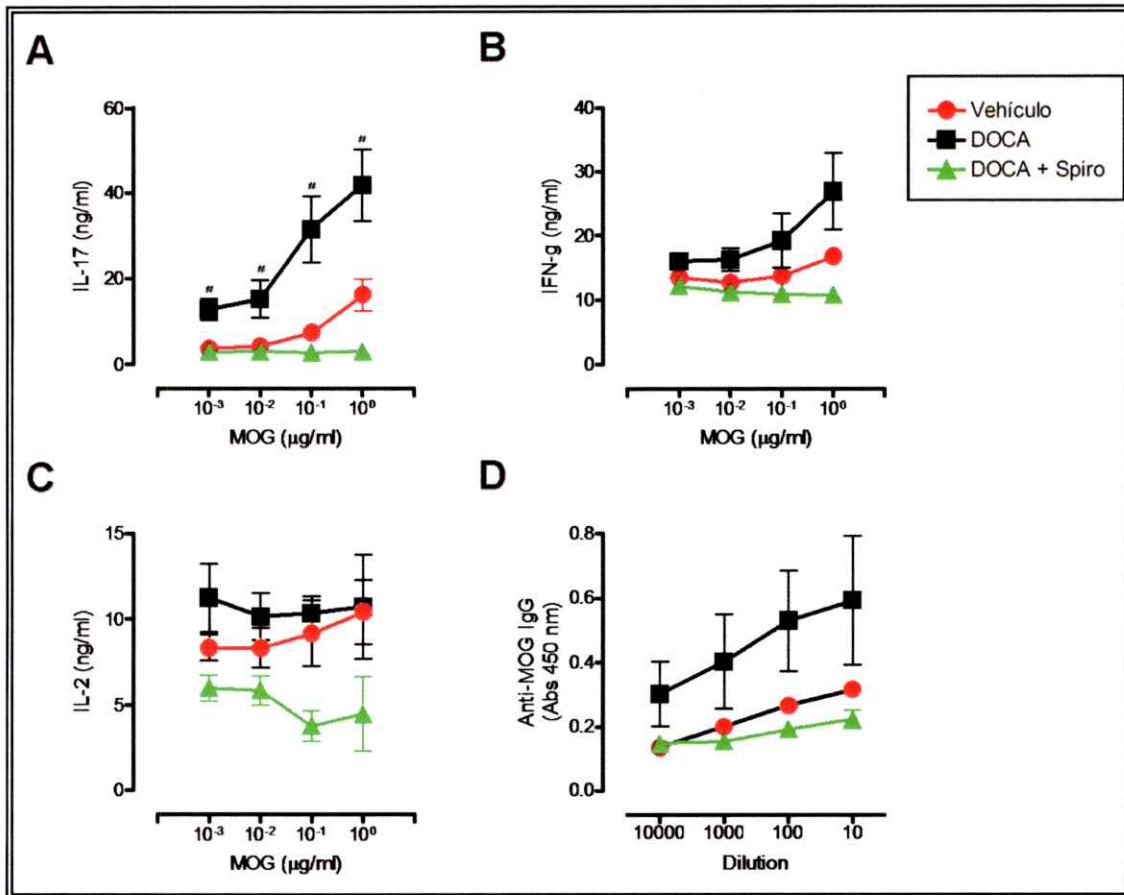 A
B
Vehículo
DOCA
DOCA + Spiro
IL-17 (ng/ml)
60
40
20
0
#
#
#
#
10⁻³ 10⁻² 10⁻¹ 10⁰
MOG (µg/ml)
IFN-g (ng/ml)
40
30
20
10
0
10⁻³ 10⁻² 10⁻¹ 10⁰
MOG (µg/ml)
C
D
IL-2 (ng/ml)
15
10
5
0
10⁻³ 10⁻² 10⁻¹ 10⁰
MOG (µg/ml)
Anti-MOG IgG
(Abs 450 nm)
0.8
0.6
0.4
0.2
0.0
10000 1000 100 10
Dilution